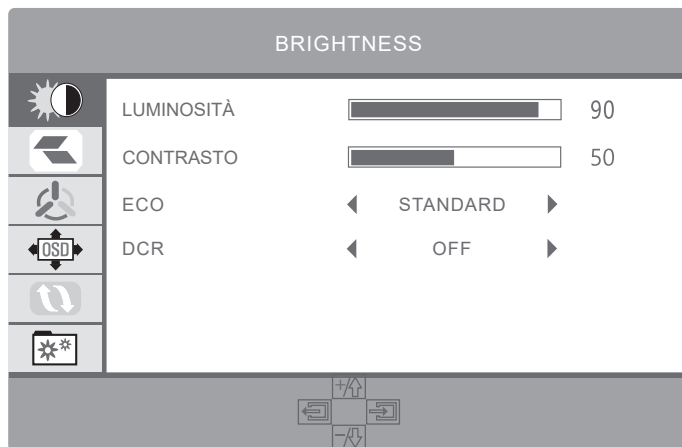 BRIGHTNESS
LUMINOSITÀ 90
CONTRASTO 50
ECO STANDARD
DCR OFF
OSD
+/
-/